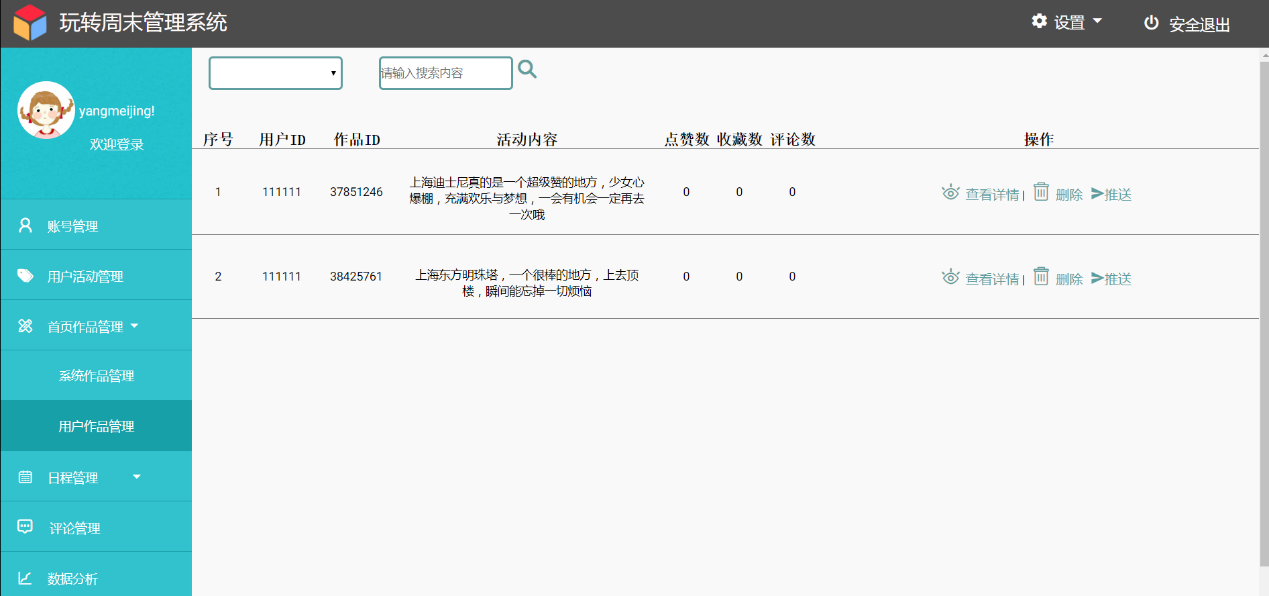 玩转周末管理系统
设置
安全退出
yangmeijing!
欢迎登录
账号管理
用户活动管理
首页作品管理
系统作品管理
用户作品管理
日程管理
评论管理
数据分析
请输入搜索内容
序号 用户ID 作品ID 活动内容 点赞数 收藏数 评论数 操作
1 111111 37851246 上海迪士尼真的是一个超级赞的地方，少女心
爆棚，充满欢乐与梦想，一会有机会一定再去
一次哦
0 0 0 查看详情 | 删除 推送
2 111111 38425761 上海东方明珠塔，一个很棒的地方，上去顶
楼，瞬间能忘掉一切烦恼
0 0 0 查看详情 | 删除 推送